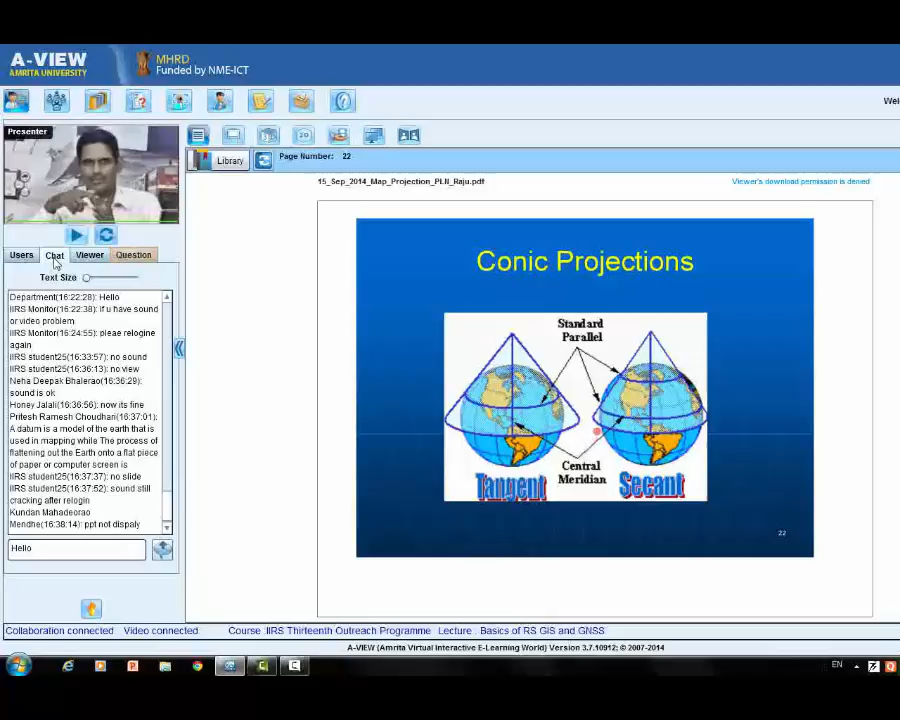 A-VIEW
AMRITA UNIVERSITY
MHRD
Funded by NME-ICT
Wel
Presenter
Library
Page Number: 22
15_Sep_2014_Map_Projection_PLN_Raju.pdf
Viewer's download permission is denied
Users
Chat
Viewer
Question
Text Size
Department(16:22:28): Hello
IIRS Monitor(16:22:38): if u have sound
or video problem
IIRS Monitor(16:24:55): pleae relogine
again
IIRS student25(16:33:57): no sound
IIRS student25(16:36:13): no view
Neha Deepak Bhalerao(16:36:29):
sound is ok
Honey Jalali(16:36:56): now its fine
Pritesh Ramesh Choudhari(16:37:01):
A datum is a model of the earth that is
used in mapping while The process of
flattening out the Earth onto a flat piece
of paper or computer screen is
IIRS student25(16:37:37): no slide
IIRS student25(16:37:52): sound still
cracking after relogin
Kundan Mahadeorao
Mendhe(16:38:14): ppt not dispaly
Hello
Conic Projections
Standard
Parallel
Central
Meridian
Tangent
Secant
22
Collaboration connected Video connected Course :IIRS Thirteenth Outreach Programme Lecture : Basics of RS GIS and GNSS
A-VIEW (Amrita Virtual Interactive E-Learning World) Version 3.7.10912; © 2007-2014
EN